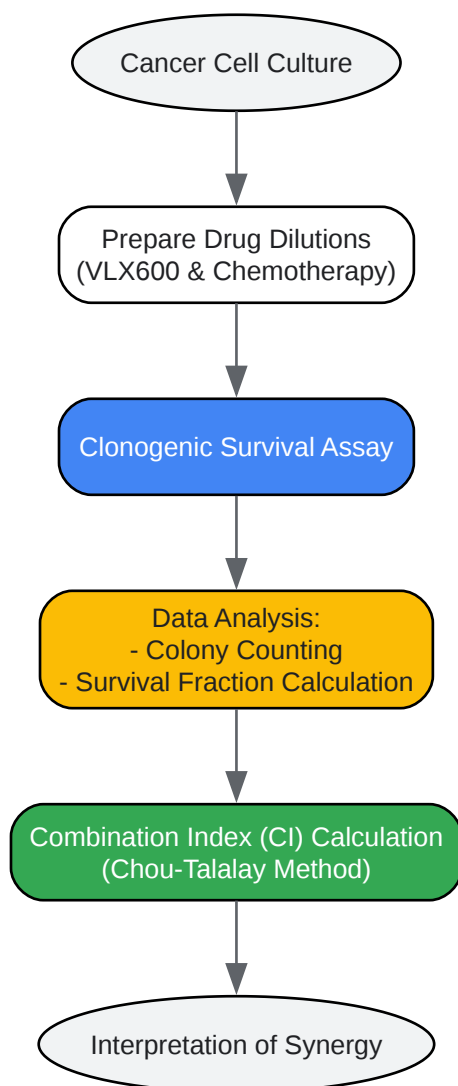 Cancer Cell Culture
Prepare Drug Dilutions
(VLX600 & Chemotherapy)
Clonogenic Survival Assay
Data Analysis:
- Colony Counting
- Survival Fraction Calculation
Combination Index (CI) Calculation
(Chou-Talalay Method)
Interpretation of Synergy